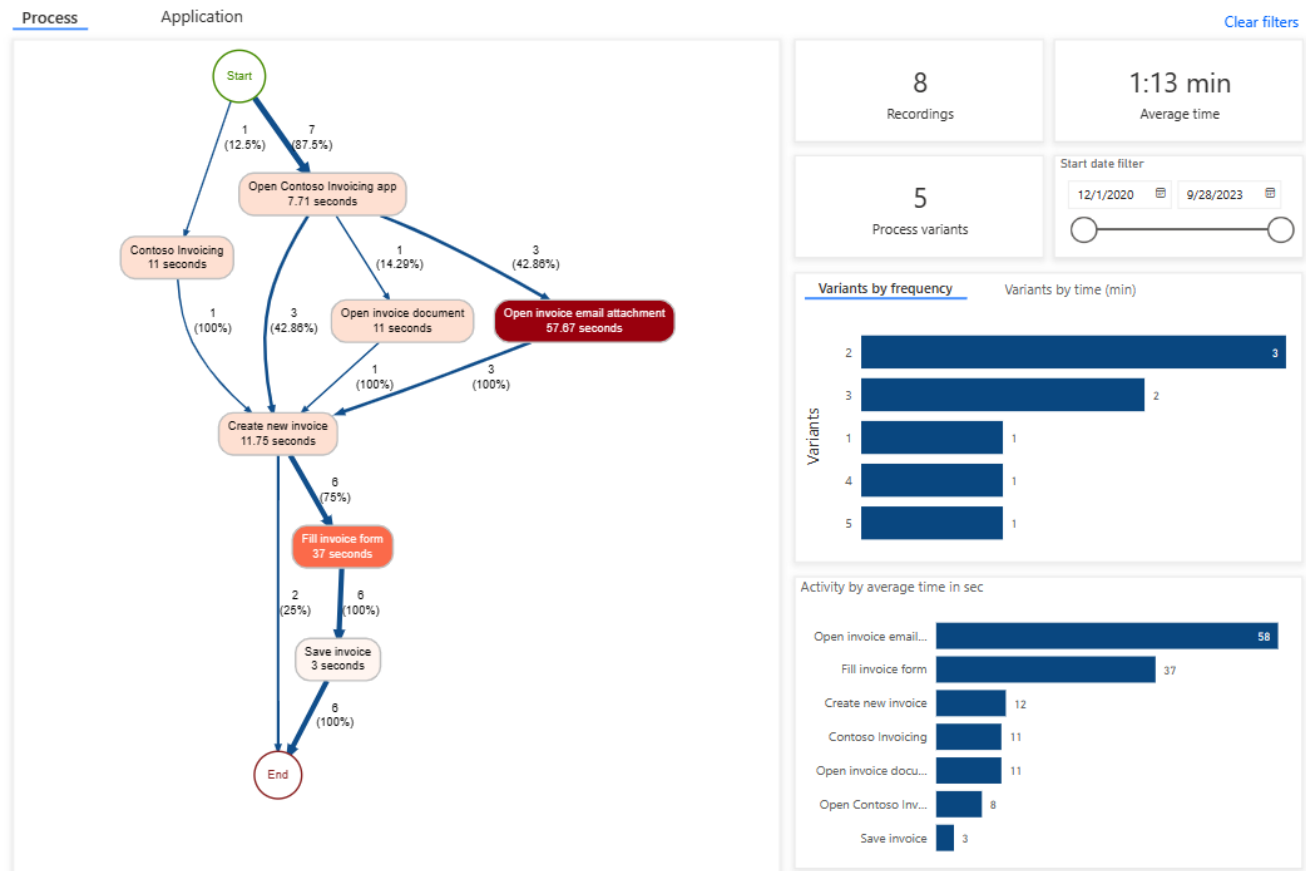 Process
Application
Clear filters
Start
1
(12.5%)
7
(87.5%)
Open Contoso Invoicing app
7.71 seconds
Contoso Invoicing
11 seconds
1
(14.29%)
3
(42.86%)
1
(100%)
3
(42.86%)
Open invoice document
11 seconds
Open invoice email attachment
57.67 seconds
1
(100%)
3
(100%)
Create new invoice
11.75 seconds
6
(75%)
Fill invoice form
37 seconds
2
(25%)
6
(100%)
Save invoice
3 seconds
6
(100%)
End
8
Recordings
1:13 min
Average time
5
Process variants
Start date filter
12/1/2020
9/28/2023
Variants by frequency
Variants by time (min)
Variants
2
3
3
2
1
1
4
1
5
1
Activity by average time in sec
Open invoice email...
58
Fill invoice form
37
Create new invoice
12
Contoso Invoicing
11
Open invoice docu...
11
Open Contoso Inv...
8
Save invoice
3